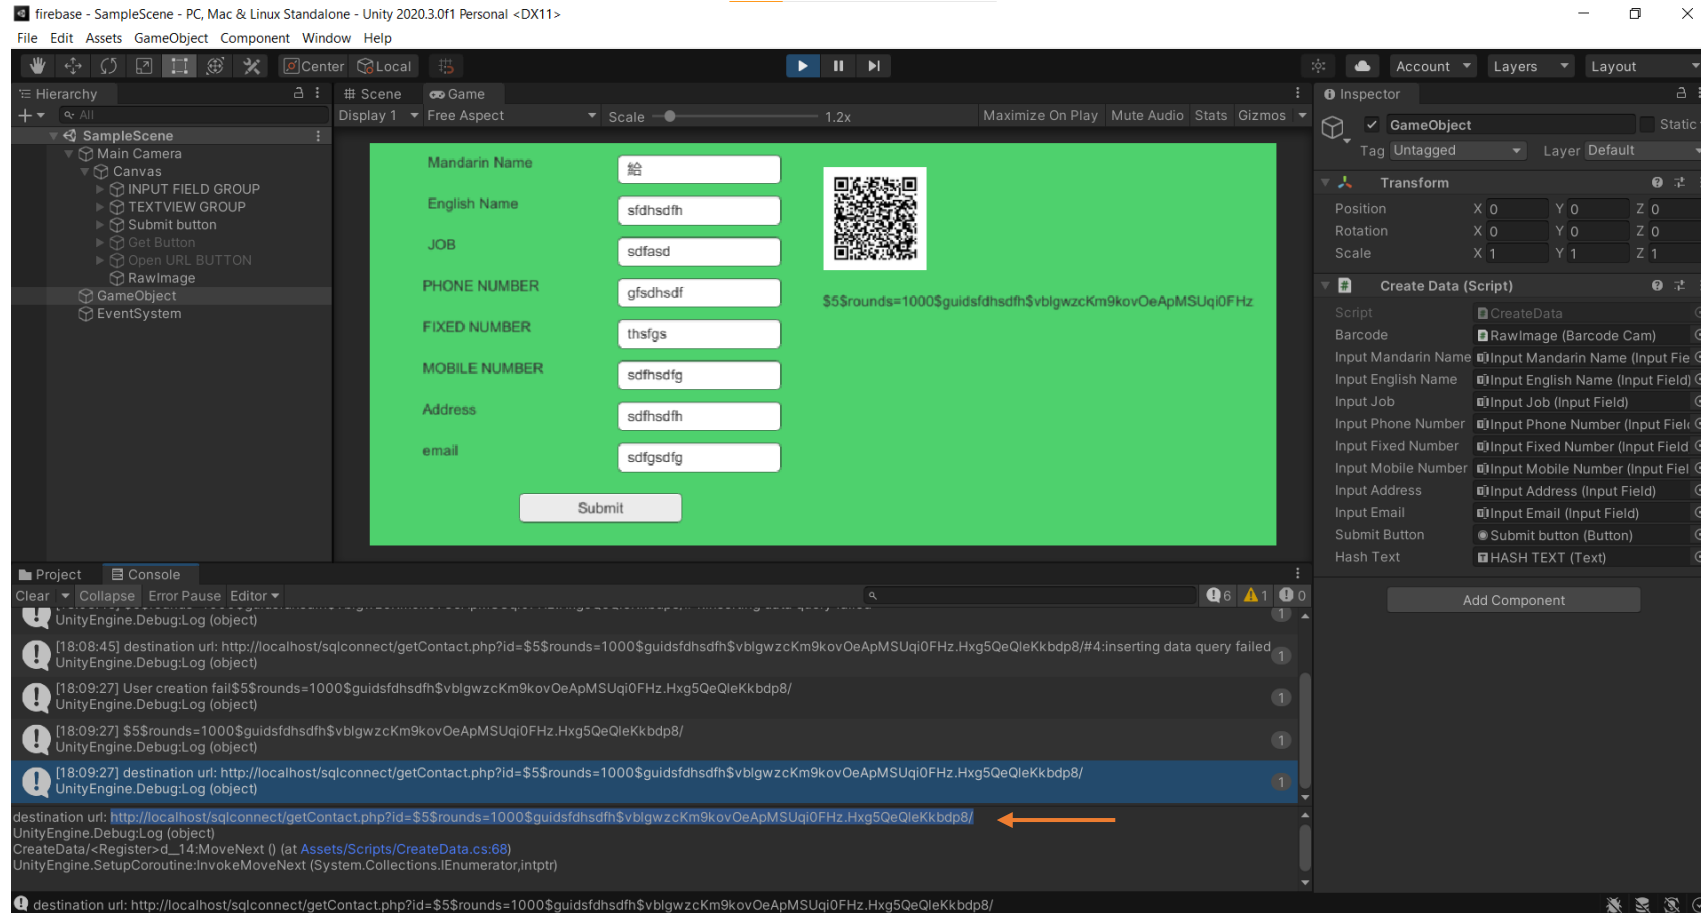 firebase - SampleScene - PC, Mac & Linux Standalone - Unity 2020.3.0f1 Personal <DX11>
File Edit Assets GameObject Component Window Help
Center Local Account Layers Layout
Hierarchy
All
SampleScene
Main Camera
Canvas
INPUT FIELD GROUP
TEXTVIEW GROUP
Submit button
Get Button
Open URL BUTTON
RawImage
GameObject
EventSystem
Scene Game
Display 1 Free Aspect Scale 1.2x Maximize On Play Mute Audio Stats Gizmos
Mandarin Name 給
English Name sfdhsdfh
JOB sdfasd
PHONE NUMBER gfsdhsdf
FIXED NUMBER thsfgs
MOBILE NUMBER sdfhsdfg
Address sdfhsdfh
email sdfgsdfg
Submit
$5$rounds=1000$guidsfdhsdfh$vblgwzcKm9kovOeApMSUqi0FHz
Inspector
GameObject Static
Tag Untagged Layer Default
Transform
Position X 0 Y 0 Z 0
Rotation X 0 Y 0 Z 0
Scale X 1 Y 1 Z 1
# Create Data (Script)
Script CreateData
Barcode RawImage (Barcode Cam)
Input Mandarin Name Input Mandarin Name (Input Fie
Input English Name Input English Name (Input Field)
Input Job Input Job (Input Field)
Input Phone Number Input Phone Number (Input Fiel
Input Fixed Number Input Fixed Number (Input Field
Input Mobile Number Input Mobile Number (Input Fiel
Input Address Input Address (Input Field)
Input Email Input Email (Input Field)
Submit Button Submit button (Button)
Hash Text HASH TEXT (Text)
Add Component
Project Console
Clear Collapse Error Pause Editor 6 1 0
UnityEngine.Debug:Log (object) 1
[18:08:45] destination url: http://localhost/sqlconnect/getContact.php?id=$5$rounds=1000$guidsfdhsdfh$vblgwzcKm9kovOeApMSUqi0FHz.Hxg5QeQleKkbdp8/#4:inserting data query failed
UnityEngine.Debug:Log (object) 1
[18:09:27] User creation fail$5$rounds=1000$guidsfdhsdfh$vblgwzcKm9kovOeApMSUqi0FHz.Hxg5QeQleKkbdp8/
UnityEngine.Debug:Log (object) 1
[18:09:27] $5$rounds=1000$guidsfdhsdfh$vblgwzcKm9kovOeApMSUqi0FHz.Hxg5QeQleKkbdp8/
UnityEngine.Debug:Log (object) 1
[18:09:27] destination url: http://localhost/sqlconnect/getContact.php?id=$5$rounds=1000$guidsfdhsdfh$vblgwzcKm9kovOeApMSUqi0FHz.Hxg5QeQleKkbdp8/
UnityEngine.Debug:Log (object) 1
destination url: http://localhost/sqlconnect/getContact.php?id=$5$rounds=1000$guidsfdhsdfh$vblgwzcKm9kovOeApMSUqi0FHz.Hxg5QeQleKkbdp8/
UnityEngine.Debug:Log (object)
CreateData/<Register>d__14:MoveNext () (at Assets/Scripts/CreateData.cs:68)
UnityEngine.SetupCoroutine:InvokeMoveNext (System.Collections.IEnumerator,intptr)
destination url: http://localhost/sqlconnect/getContact.php?id=$5$rounds=1000$guidsfdhsdfh$vblgwzcKm9kovOeApMSUqi0FHz.Hxg5QeQleKkbdp8/